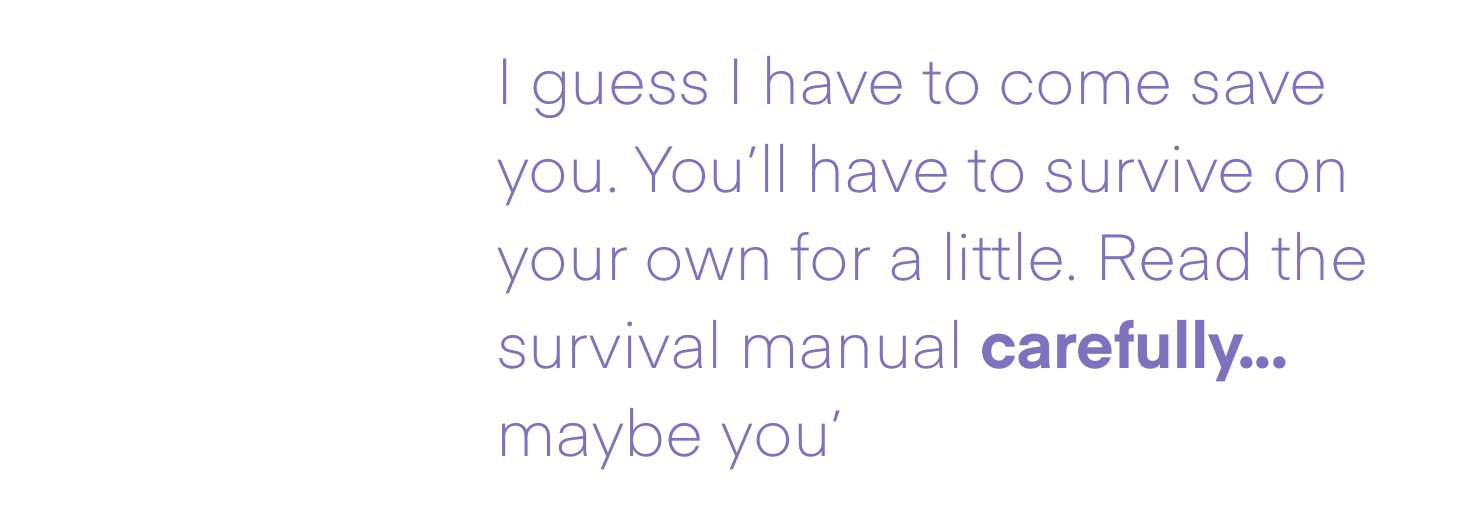 I guess I have to come save
you. You’ll have to survive on
your own for a little. Read the
survival manual carefully...
maybe you’